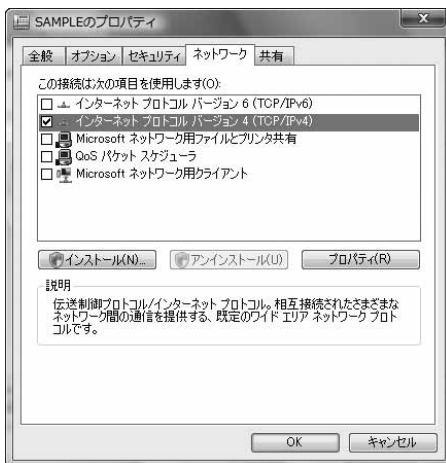 SAMPLEのプロパティ
全般 オプション セキュリティ ネットワーク 共有
この接続は次の項目を使用します(O):
インターネット プロトコル バージョン 6 (TCP/IPv6)
インターネット プロトコル バージョン 4 (TCP/IPv4)
Microsoft ネットワーク用ファイルとプリンタ共有
QoS パケット スケジューラ
Microsoft ネットワーク用クライアント
インストール(N)... アンインストール(U) プロパティ(R)
説明
伝送制御プロトコル/インターネット プロトコル。相互接続されたさまざまな
ネットワーク間の通信を提供する、既定のワイド エリア ネットワーク プロト
コルです。
OK キャンセル